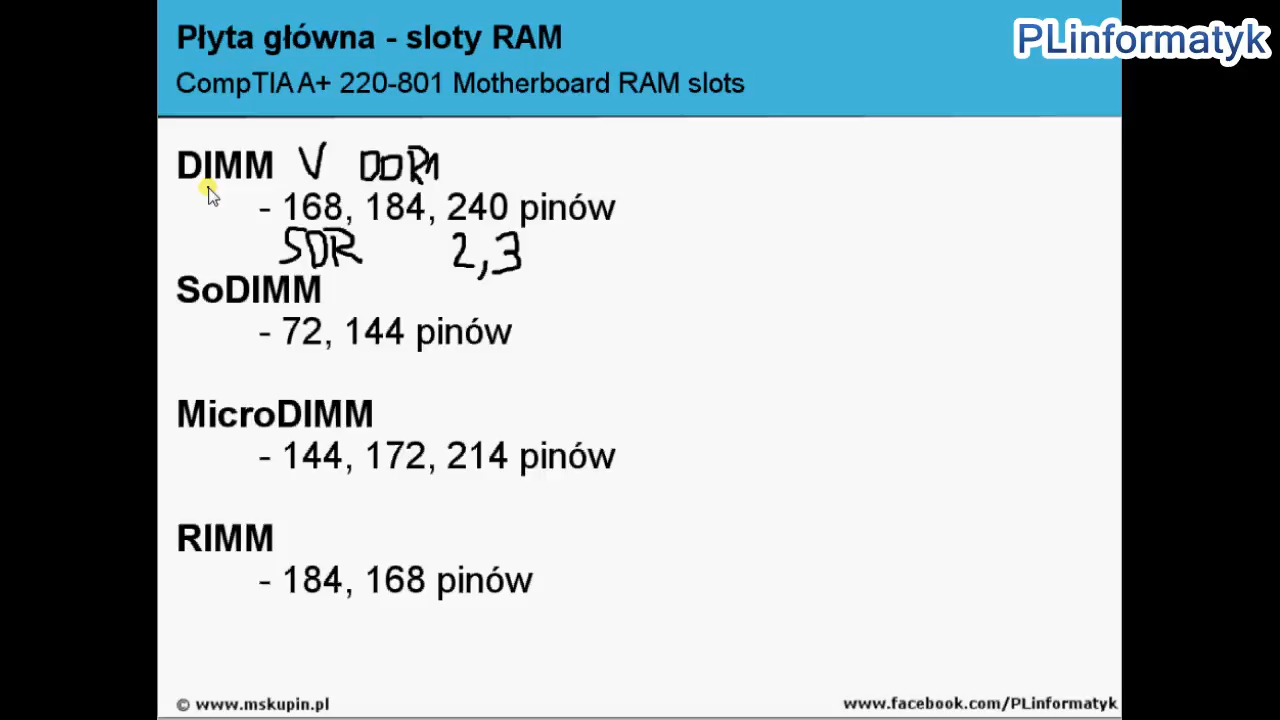 Płyta główna - sloty RAM
PLinformatyk
CompTIA A+ 220-801 Motherboard RAM slots
DIMM V DDR1
- 168, 184, 240 pinów
SDR 2,3
SoDIMM
- 72, 144 pinów
MicroDIMM
- 144, 172, 214 pinów
RIMM
- 184, 168 pinów
© www.mskupin.pl
www.facebook.com/PLinformatyk